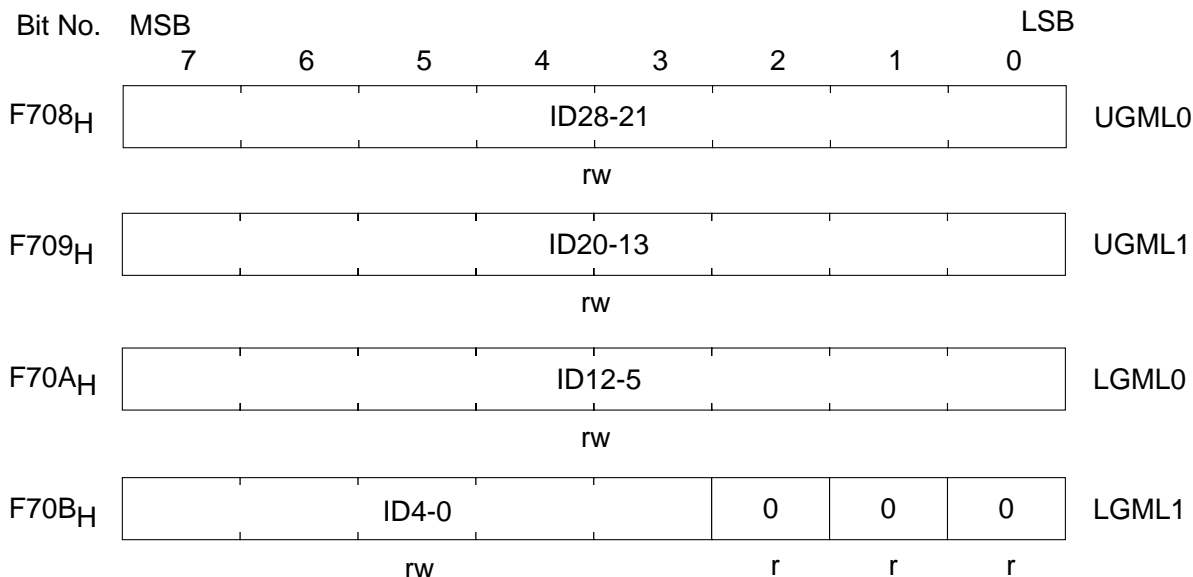 Bit No. MSB LSB
7 6 5 4 3 2 1 0
F708H ID28-21 UGML0
rw
F709H ID20-13 UGML1
rw
F70AH ID12-5 LGML0
rw
F70BH ID4-0 0 0 0 LGML1
rw r r r